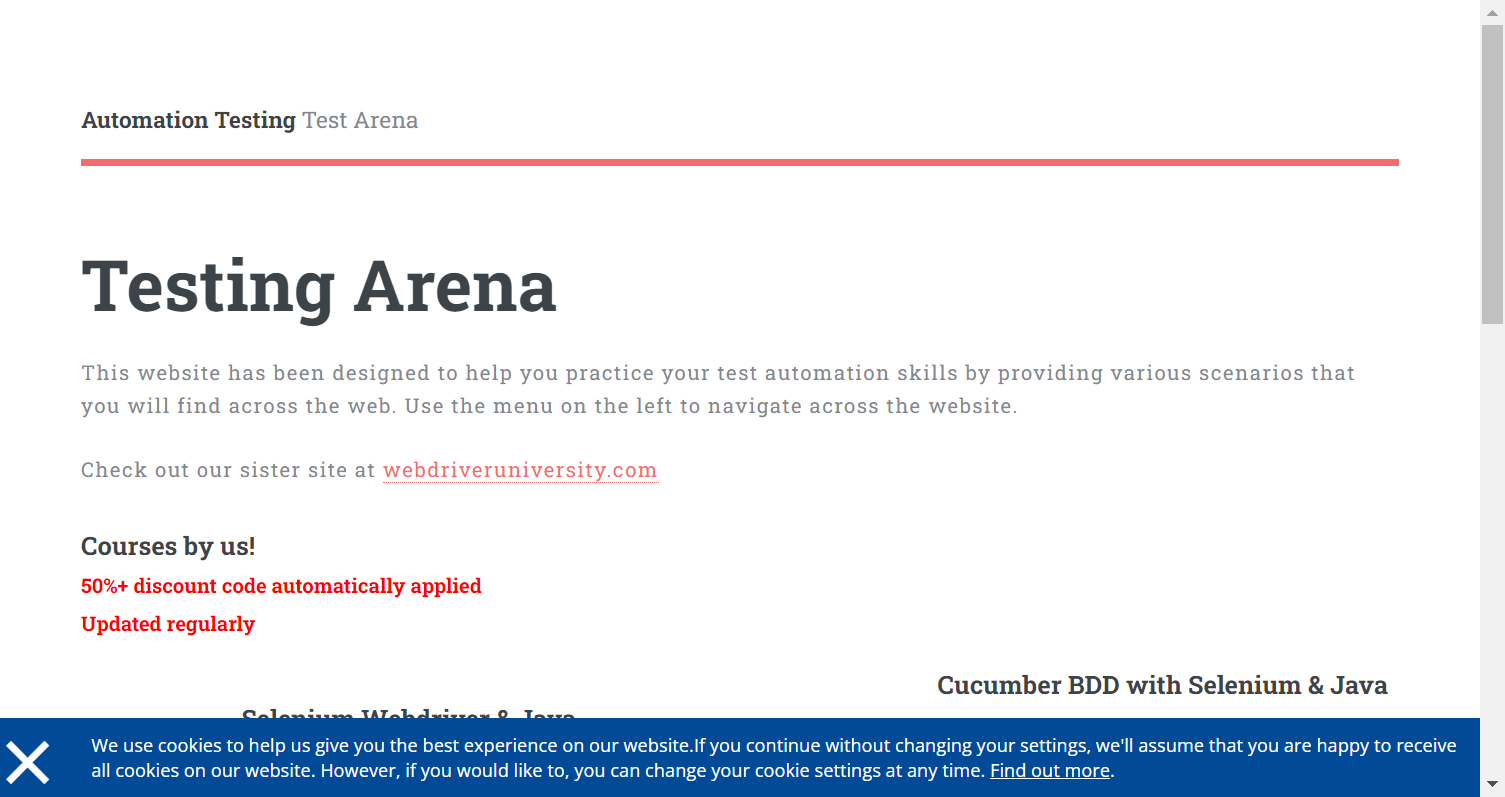 Automation Testing Test Arena
Testing Arena
This website has been designed to help you practice your test automation skills by providing various scenarios that
you will find across the web. Use the menu on the left to navigate across the website.
Check out our sister site at webdriveruniversity.com
Courses by us!
50%+ discount code automatically applied
Updated regularly
Cucumber BDD with Selenium & Java
Selenium Webdriver & Java
We use cookies to help us give you the best experience on our website.If you continue without changing your settings, we'll assume that you are happy to receive
all cookies on our website. However, if you would like to, you can change your cookie settings at any time. Find out more.